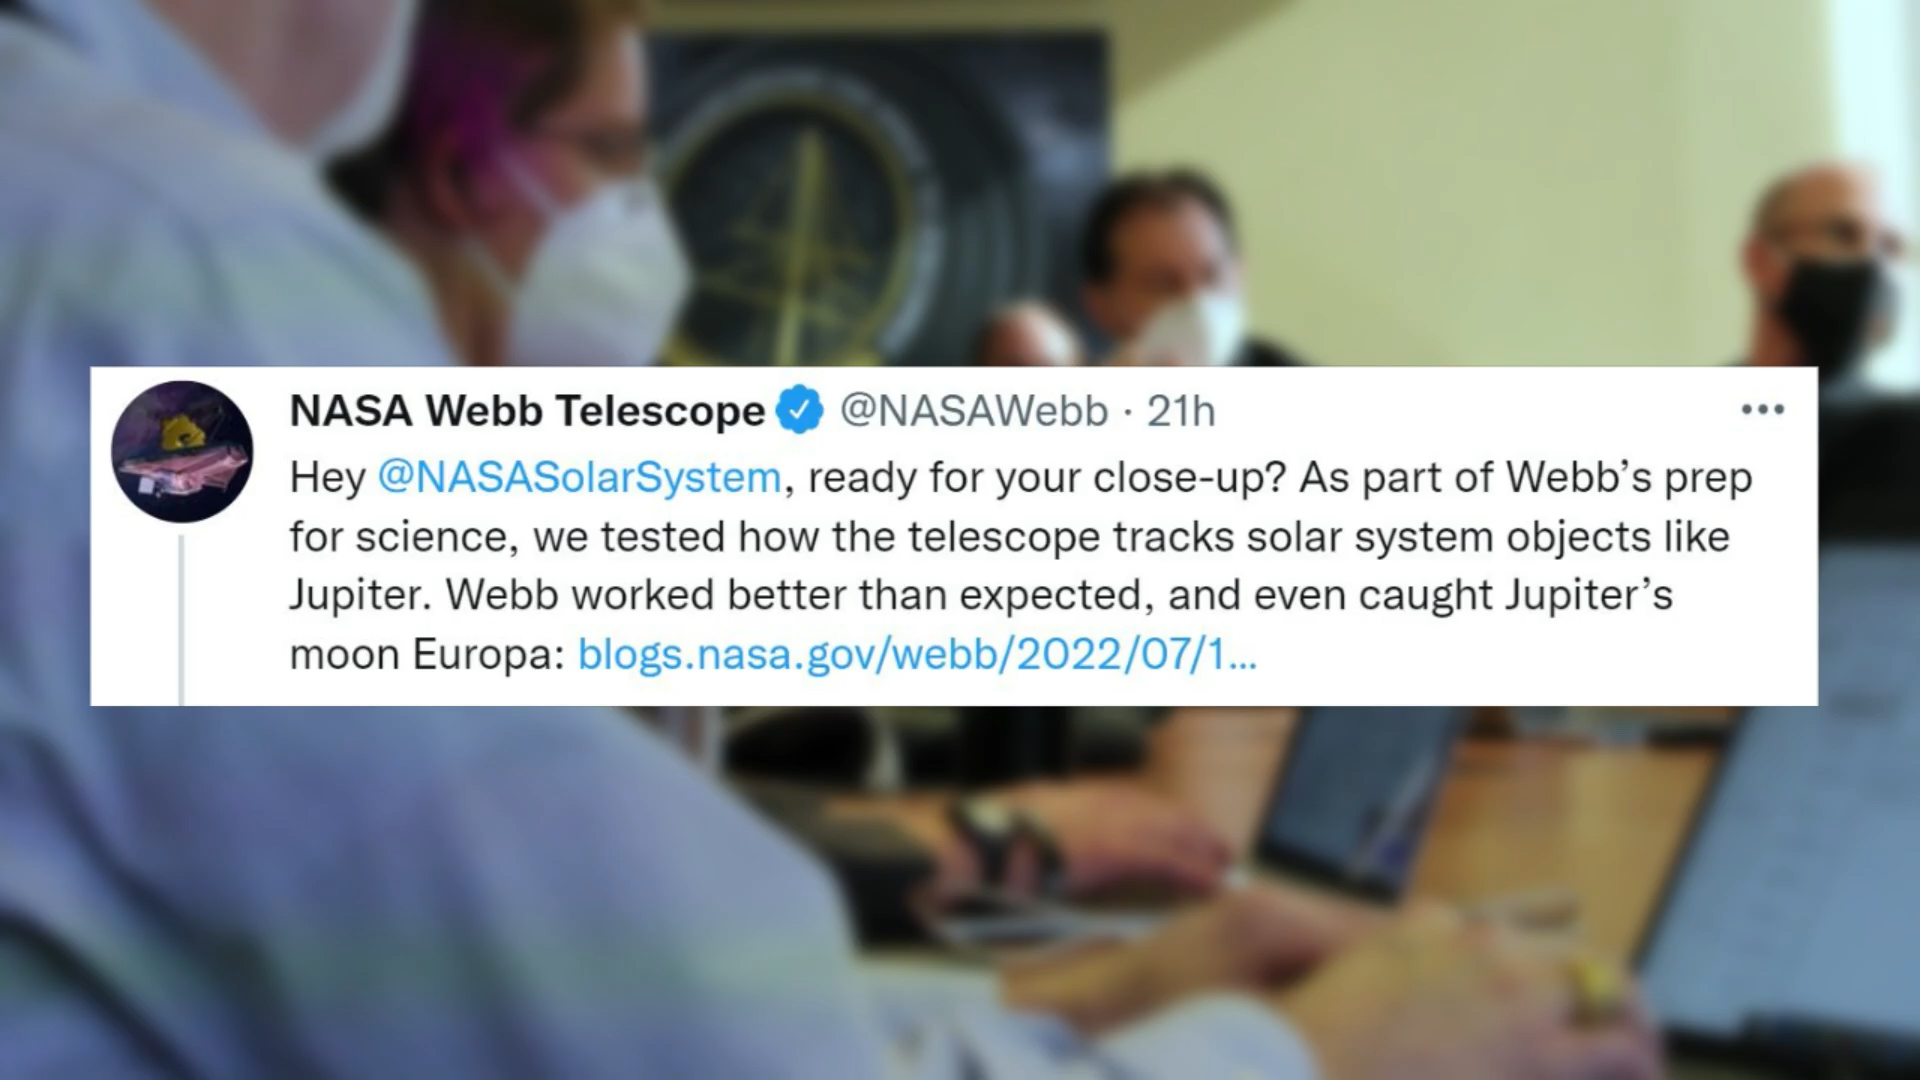 NASA Webb Telescope @NASAWebb · 21h
Hey @NASASolarSystem, ready for your close-up? As part of Webb’s prep
for science, we tested how the telescope tracks solar system objects like
Jupiter. Webb worked better than expected, and even caught Jupiter’s
moon Europa: blogs.nasa.gov/webb/2022/07/1…